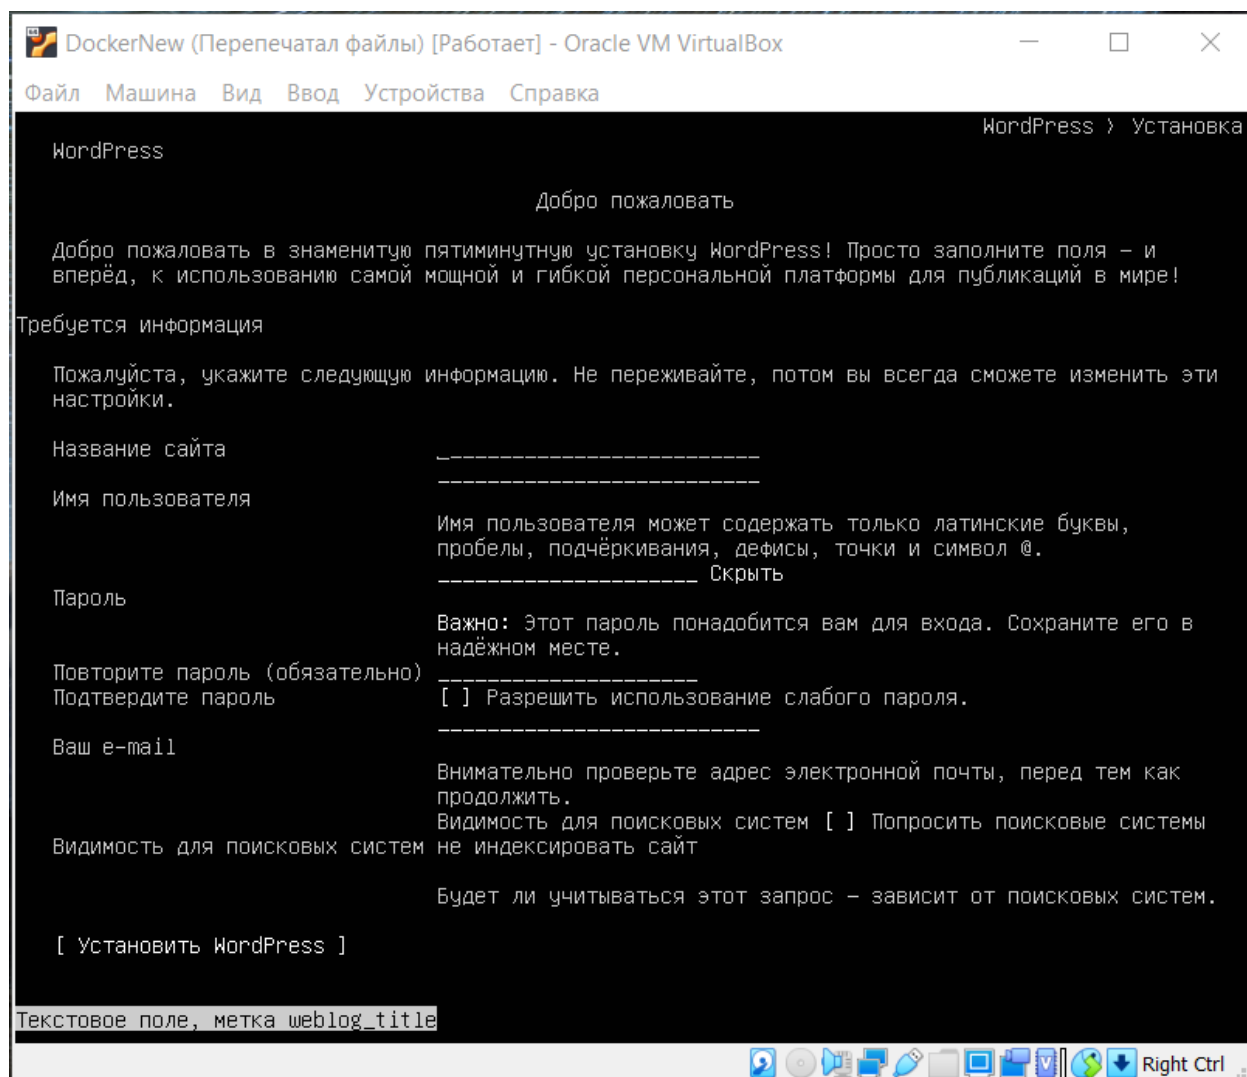 DockerNew (Перепечатал файлы) [Работает] - Oracle VM VirtualBox
Файл Машина Вид Ввод Устройства Справка
WordPress › Установка
WordPress
Добро пожаловать
Добро пожаловать в знаменитую пятиминутную установку WordPress! Просто заполните поля – и
вперёд, к использованию самой мощной и гибкой персональной платформы для публикаций в мире!
Требуется информация
Пожалуйста, укажите следующую информацию. Не переживайте, потом вы всегда сможете изменить эти
настройки.
Название сайта __________________________
__________________________
Имя пользователя
Имя пользователя может содержать только латинские буквы,
пробелы, подчёркивания, дефисы, точки и символ @.
_____________________ Скрыть
Пароль
Важно: Этот пароль понадобится вам для входа. Сохраните его в
надёжном месте.
Повторите пароль (обязательно) _____________________
Подтвердите пароль [ ] Разрешить использование слабого пароля.
__________________________
Ваш e-mail
Внимательно проверьте адрес электронной почты, перед тем как
продолжить.
Видимость для поисковых систем [ ] Попросить поисковые системы
Видимость для поисковых систем не индексировать сайт
Будет ли учитываться этот запрос – зависит от поисковых систем.
[ Установить WordPress ]
Текстовое поле, метка weblog_title
Right Ctrl